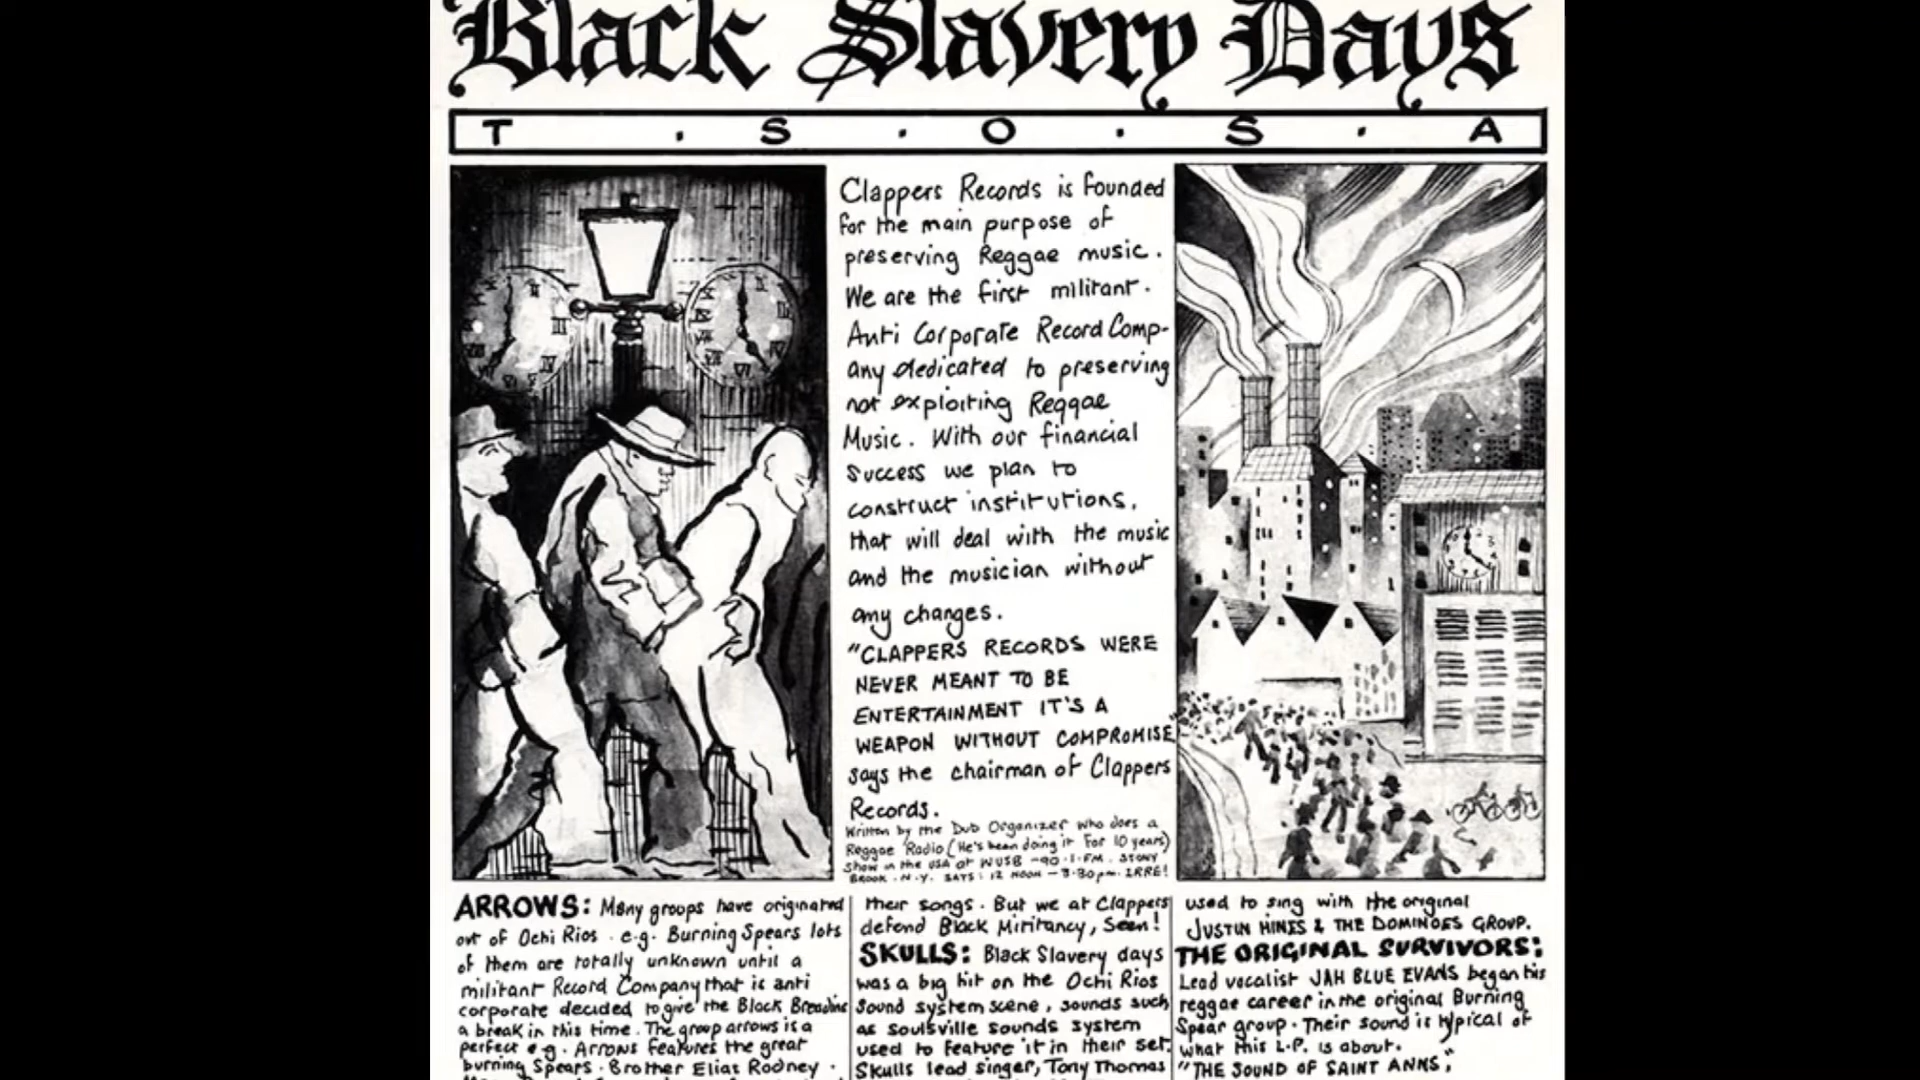 Black Slavery Days
T . S . O . S . A
Clappers Records is founded
for the main purpose of
preserving Reggae music.
We are the first militant.
Anti Corporate Record Comp-
any dedicated to preserving
not exploiting Reggae
Music. With our financial
success we plan to
construct institutions,
that will deal with the music
and the musician without
any changes.
"CLAPPERS RECORDS WERE
NEVER MEANT TO BE
ENTERTAINMENT IT'S A
WEAPON WITHOUT COMPROMISE"
says the chairman of Clappers
Records.
Written by the Dub Organizer who does a
Reggae Radio (He's been doing it For 10 years)
Show in the USA at WUSB -90.1.FM. STONY
BROOK. N.Y. SATS: 12 NOON - 3-30pm. IRRE!
ARROWS: Many groups have originated
out of Ochi Rios. e.g. Burning Spears lots
of them are totally unknown until a
militant Record Company that is anti
corporate decided to give the Black Breadins
a break in this time. The group arrows is a
perfect e.g. Arrows features the great
burning Spears. Brother Elias Rodney.
their songs. But we at Clappers
defend Black Miritancy, Seen!
SKULLS: Black Slavery days
was a big hit on the Ochi Rios
Sound system scene, sounds such
as soulsville sounds system
used to feature it in their set.
Skulls lead singer, Tony Thomas
used to sing with the original
JUSTIN HINES & THE DOMINOES GROUP.
THE ORIGINAL SURVIVORS:
Lead vocalist JAH BLUE EVANS began his
reggae career in the original Burning
Spear group. Their sound is typical of
what this L.P. is about.
"THE SOUND OF SAINT ANNS;"